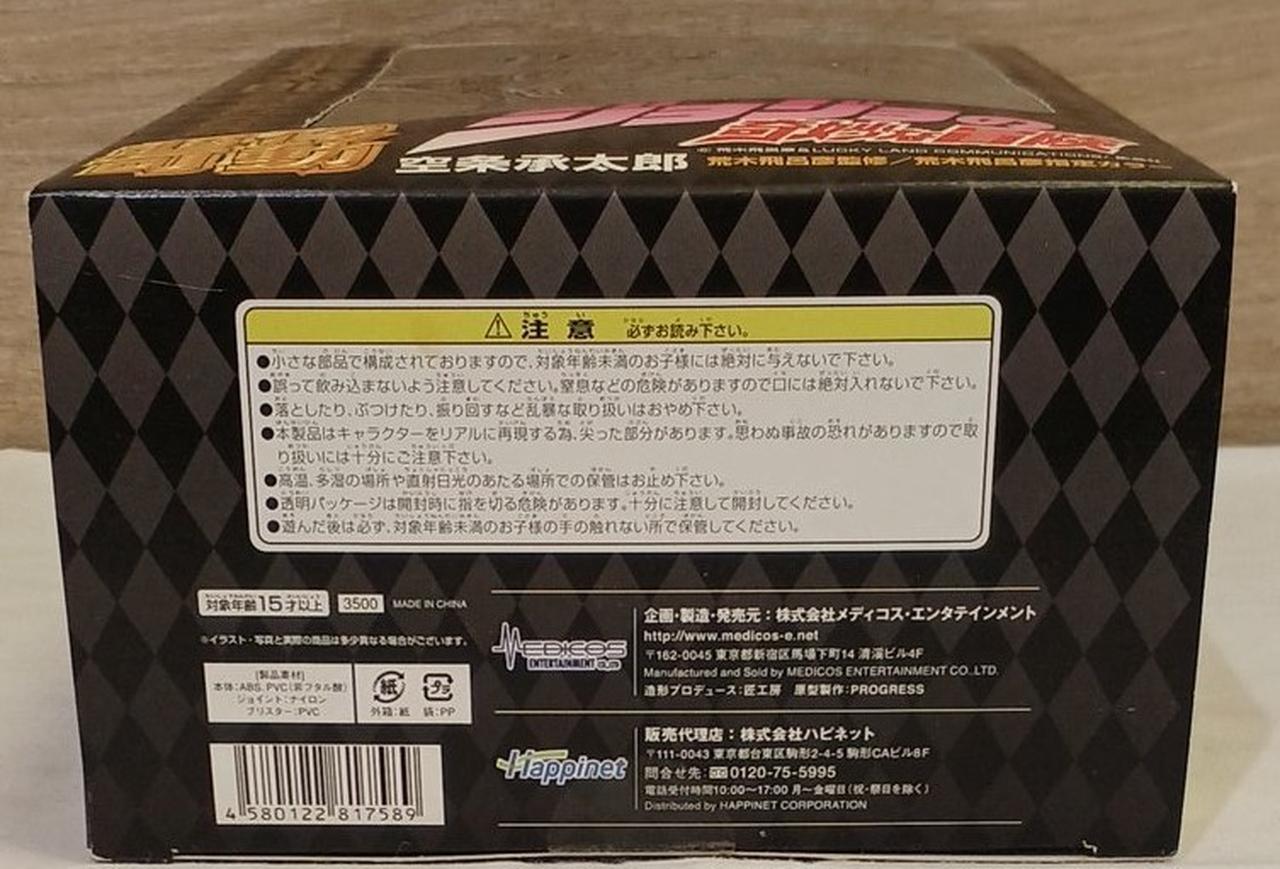 超像可動
ジョジョの
奇妙な冒険
空条承太郎
© 荒木飛呂彦&LUCKY LAND COMMUNICATIONS/集英社
荒木飛呂彦監修／荒木飛呂彦指定カラー
⚠ 注意 必ずお読み下さい。
●小さな部品で構成されておりますので、対象年齢未満のお子様には絶対に与えないで下さい。
●誤って飲み込まないよう注意してください。窒息などの危険がありますので口には絶対入れないで下さい。
●落としたり、ぶつけたり、振り回すなど乱暴な取り扱いはおやめ下さい。
●本製品はキャラクターをリアルに再現する為、尖った部分があります。思わぬ事故の恐れがありますので取
り扱いには十分にご注意下さい。
●高温、多湿の場所や直射日光のあたる場所での保管はお止め下さい。
●透明パッケージは開封時に指を切る危険があります。十分に注意して開封してください。
●遊んだ後は必ず、対象年齢未満のお子様の手の触れない所で保管してください。
対象年齢15才以上 3500 MADE IN CHINA
※イラスト・写真と実際の商品は多少異なる場合がございます。
[製品素材]
本体:ABS、PVC(非フタル酸)
ジョイント:ナイロン
ブリスター:PVC
紙 プラ
外箱:紙 袋:PP
4 580122 817589
MEDICOS
ENTERTAINMENT
企画・製造・発売元：株式会社メディコス・エンタテインメント
http://www.medicos-e.net
〒162-0045 東京都新宿区馬場下町14 清滝ビル4F
Manufactured and Sold by MEDICOS ENTERTAINMENT CO.,LTD.
造形プロデュース:匠工房 原型製作:PROGRESS
Happinet
販売代理店：株式会社ハピネット
〒111-0043 東京都台東区駒形2-4-5 駒形CAビル8F
問合せ先:0120-75-5995
電話受付時間10:00〜17:00 月〜金曜日(祝・祭日を除く)
Distributed by HAPPINET CORPORATION